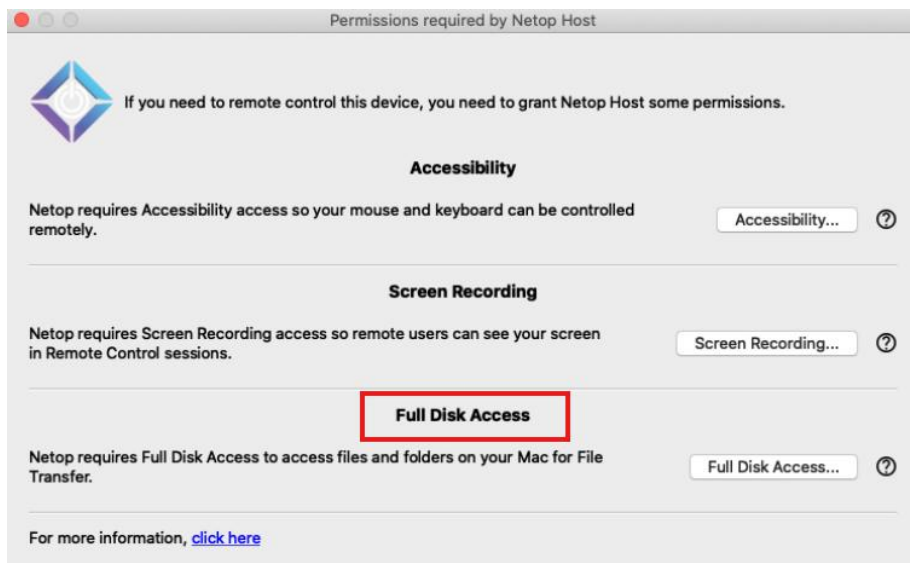 Permissions required by Netop Host
If you need to remote control this device, you need to grant Netop Host some permissions.
Accessibility
Netop requires Accessibility access so your mouse and keyboard can be controlled
remotely.
Accessibility...
?
Screen Recording
Netop requires Screen Recording access so remote users can see your screen
in Remote Control sessions.
Screen Recording...
?
Full Disk Access
Netop requires Full Disk Access to access files and folders on your Mac for File
Transfer.
Full Disk Access...
?
For more information, click here